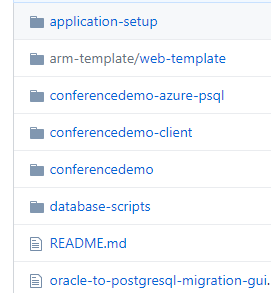 application-setup
arm-template/web-template
conferencedemo-azure-psql
conferencedemo-client
conferencedemo
database-scripts
README.md
oracle-to-postgresql-migration-gui.